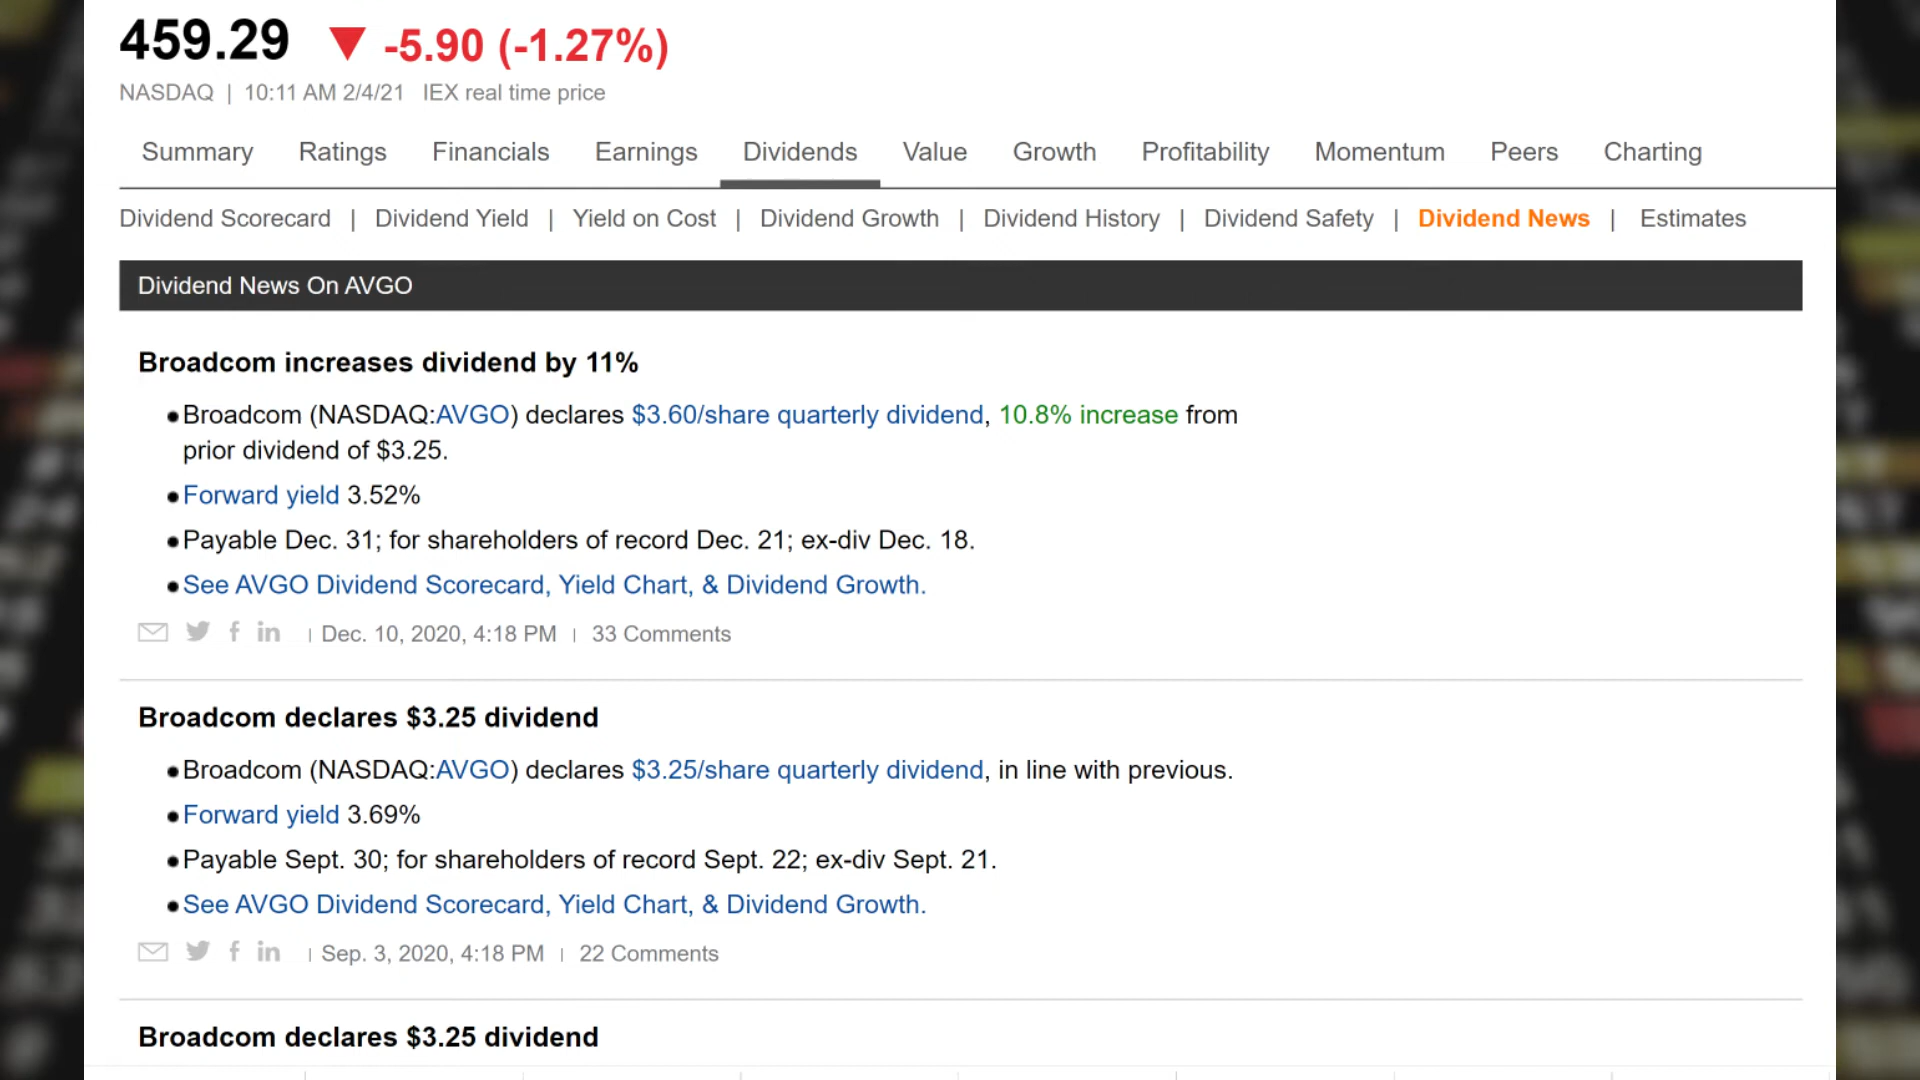 459.29 ▼ -5.90 (-1.27%)
NASDAQ | 10:11 AM 2/4/21 IEX real time price
Summary Ratings Financials Earnings Dividends Value Growth Profitability Momentum Peers Charting
Dividend Scorecard | Dividend Yield | Yield on Cost | Dividend Growth | Dividend History | Dividend Safety | Dividend News | Estimates
Dividend News On AVGO
Broadcom increases dividend by 11%
● Broadcom (NASDAQ:AVGO) declares $3.60/share quarterly dividend, 10.8% increase from
prior dividend of $3.25.
● Forward yield 3.52%
● Payable Dec. 31; for shareholders of record Dec. 21; ex-div Dec. 18.
● See AVGO Dividend Scorecard, Yield Chart, & Dividend Growth.
f in | Dec. 10, 2020, 4:18 PM | 33 Comments
Broadcom declares $3.25 dividend
● Broadcom (NASDAQ:AVGO) declares $3.25/share quarterly dividend, in line with previous.
● Forward yield 3.69%
● Payable Sept. 30; for shareholders of record Sept. 22; ex-div Sept. 21.
● See AVGO Dividend Scorecard, Yield Chart, & Dividend Growth.
f in | Sep. 3, 2020, 4:18 PM | 22 Comments
Broadcom declares $3.25 dividend